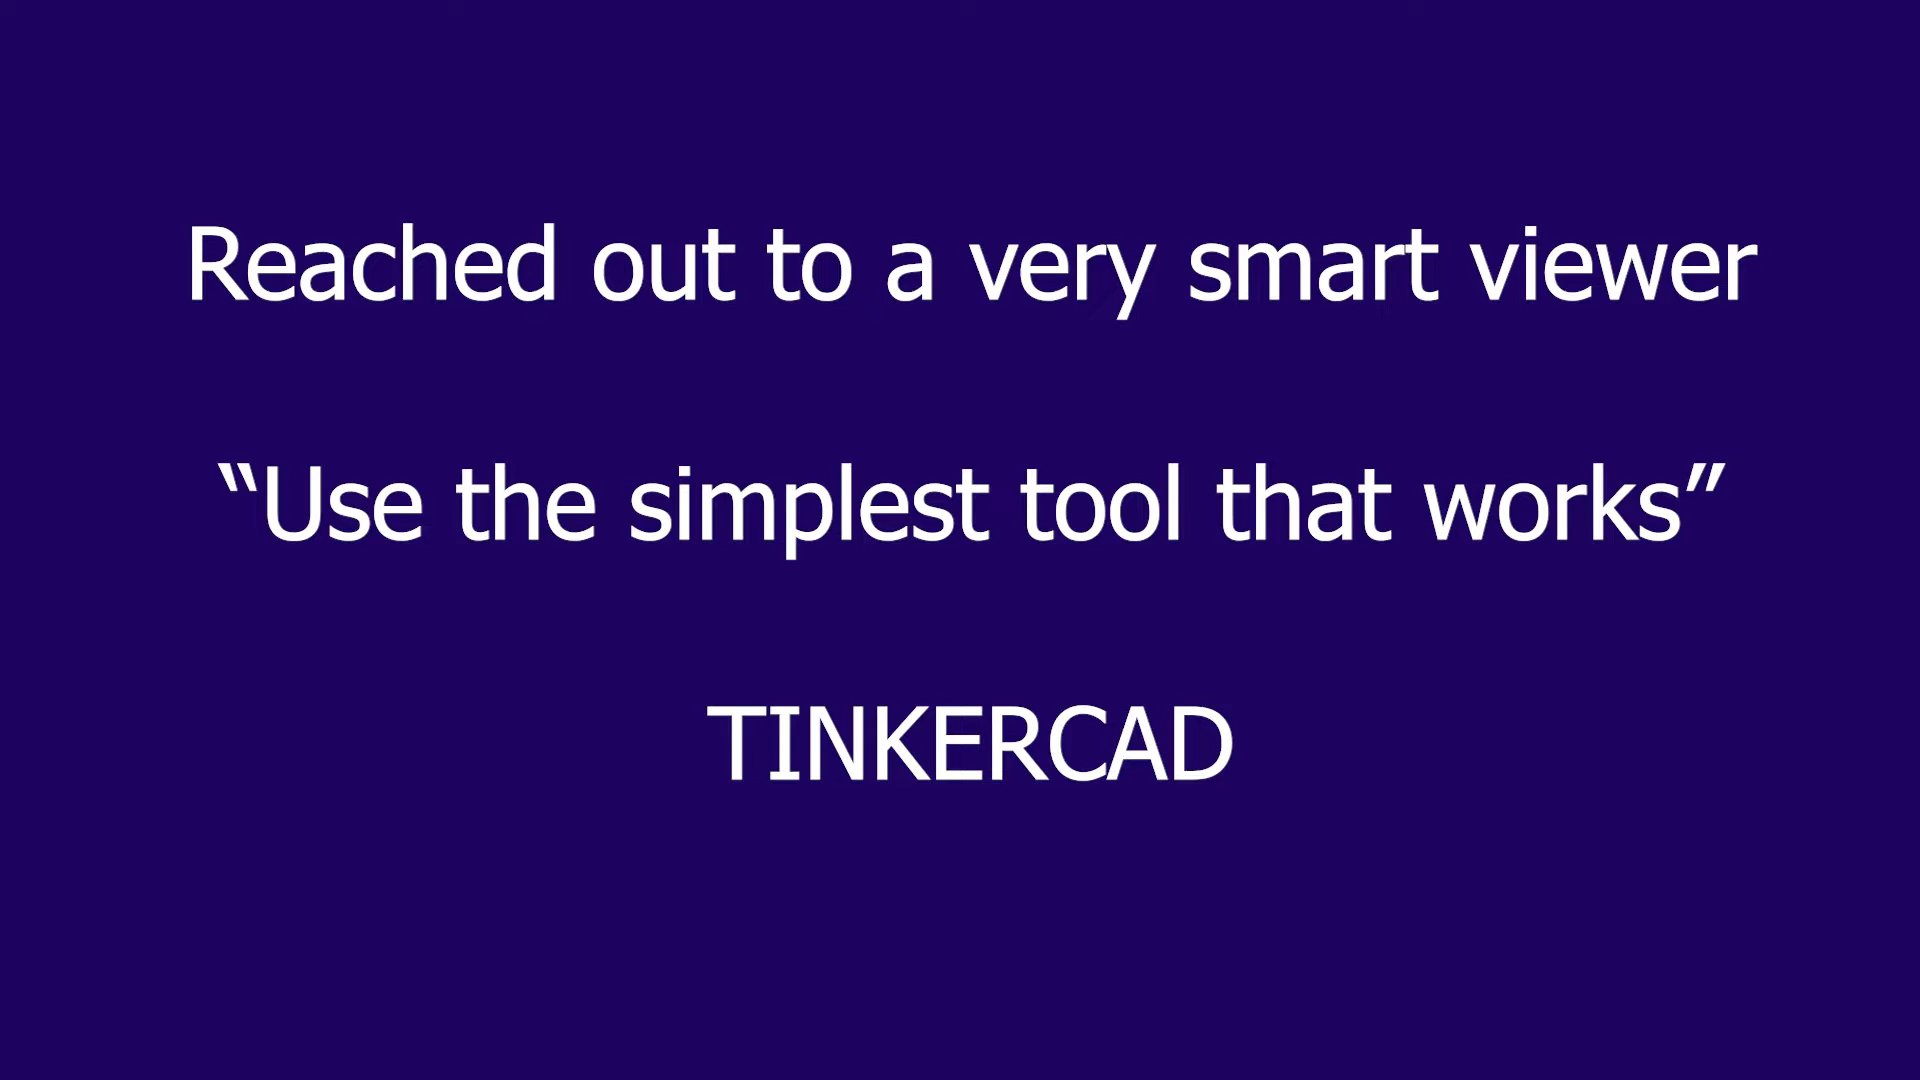 Reached out to a very smart viewer
“Use the simplest tool that works”
TINKERCAD